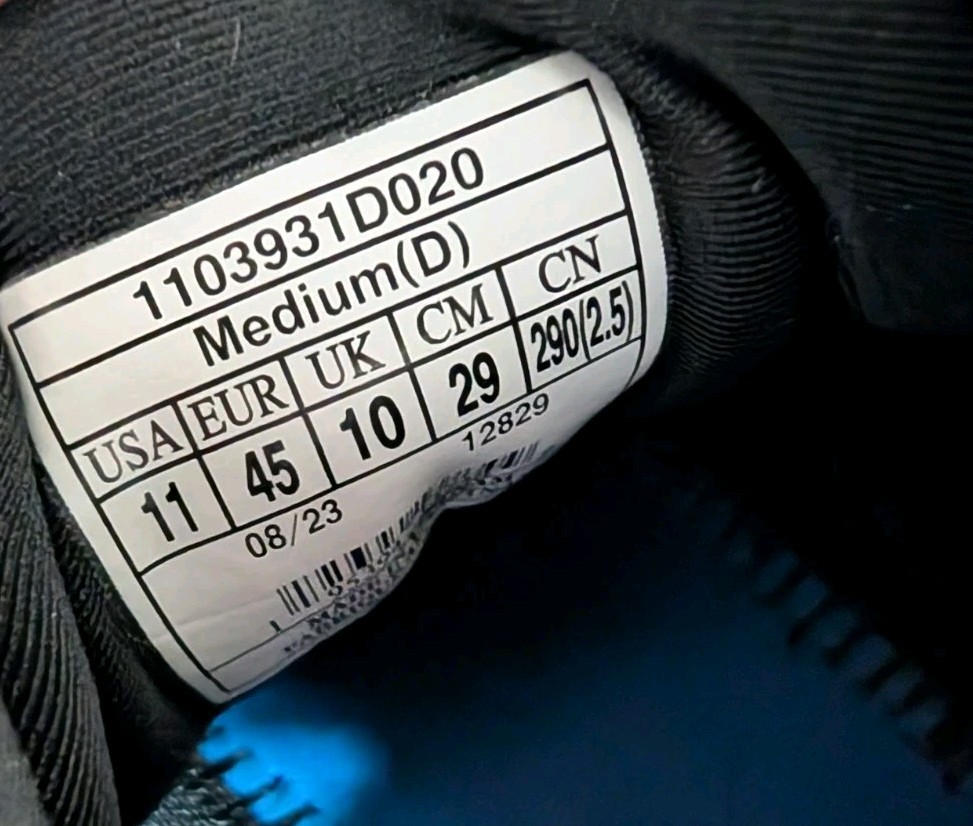 1103931D020
Medium(D)
USA EUR UK CM CN
11 45 10 29 290(2.5)
08/23 12829